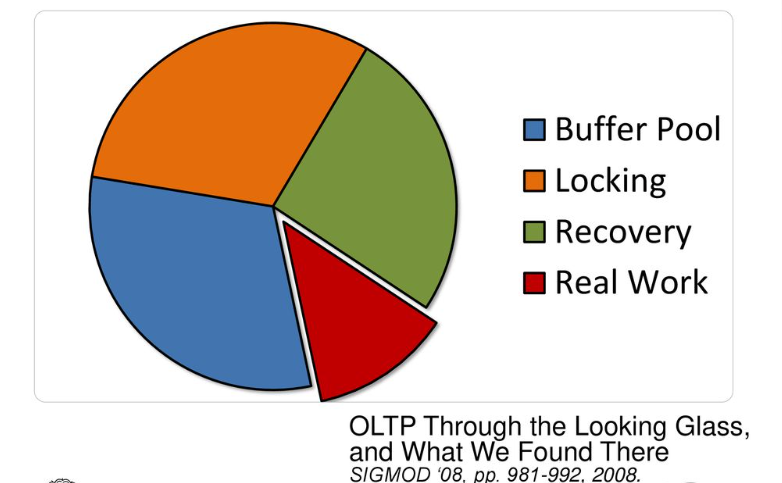 Buffer Pool
Locking
Recovery
Real Work
OLTP Through the Looking Glass,
and What We Found There
SIGMOD ‘08, pp. 981-992, 2008.